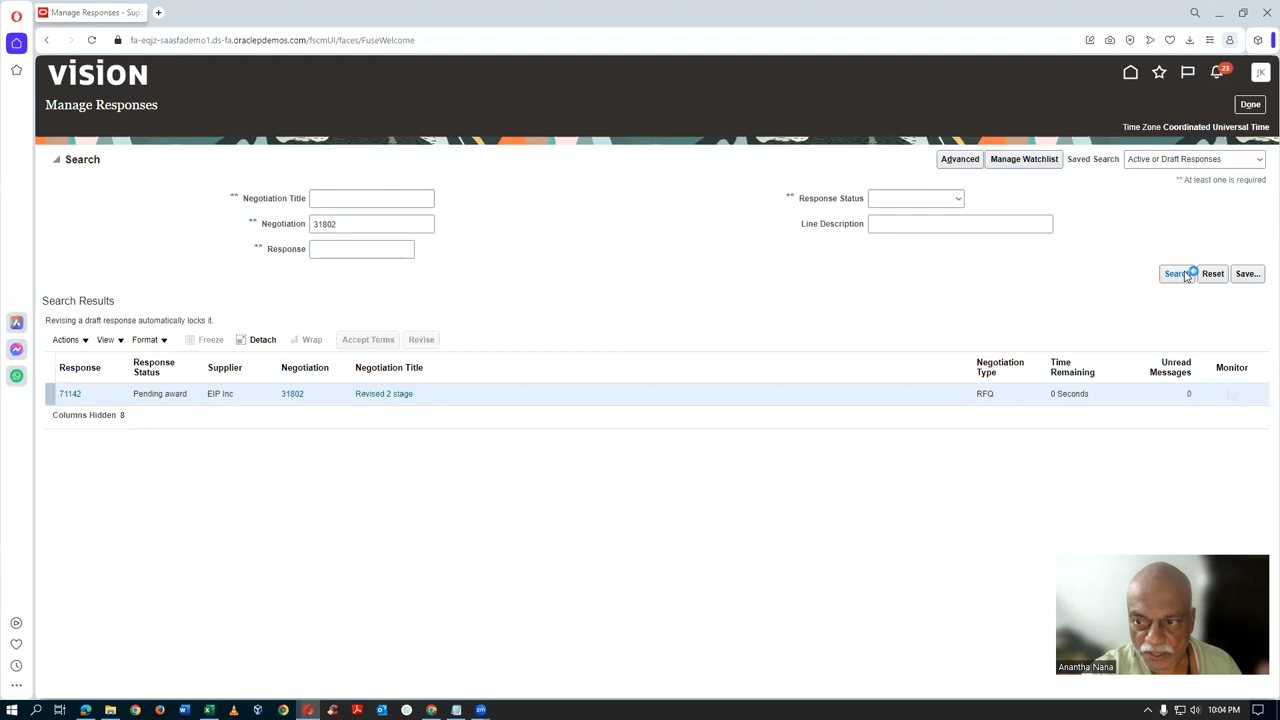 Manage Responses - Sup
fa-eqjz-saasfademo1.ds-fa.oraclepdemos.com/fscmUI/faces/FuseWelcome
vision
23
JK
Manage Responses
Done
Time Zone Coordinated Universal Time
Search
Advanced
Manage Watchlist
Saved Search
Active or Draft Responses
** At least one is required
** Negotiation Title
** Response Status
** Negotiation 31802
Line Description
** Response
Search
Reset
Save...
Search Results
Revising a draft response automatically locks it.
Actions View Format Freeze Detach Wrap Accept Terms Revise
Response Response Status Supplier Negotiation Negotiation Title Negotiation Type Time Remaining Unread Messages Monitor
71142 Pending award EIP Inc 31802 Revised 2 stage RFQ 0 Seconds 0
Columns Hidden 8
Anantha Nana
10:04 PM